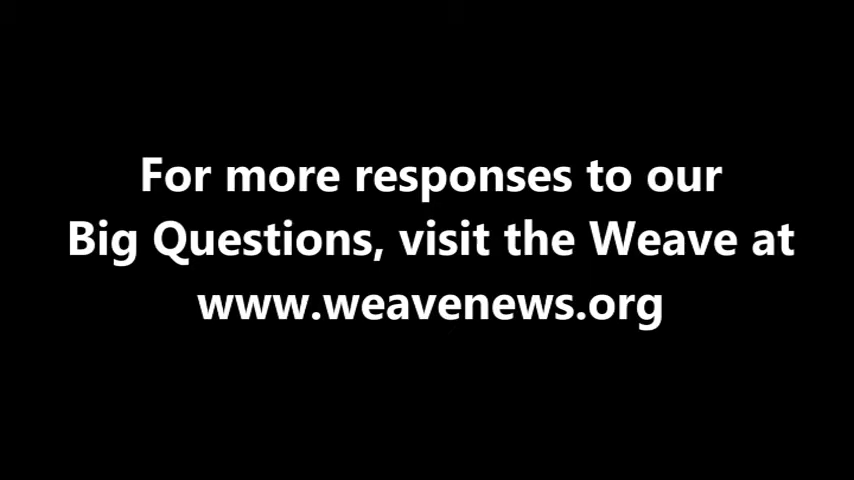 For more responses to our
Big Questions, visit the Weave at
www.weavenews.org